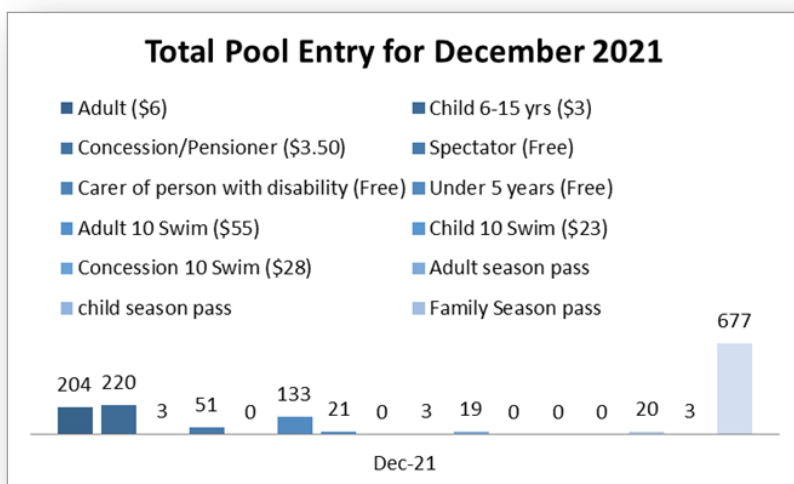 Total Pool Entry for December 2021
Adult ($6) Child 6-15 yrs ($3)
Concession/Pensioner ($3.50) Spectator (Free)
Carer of person with disability (Free) Under 5 years (Free)
Adult 10 Swim ($55) Child 10 Swim ($23)
Concession 10 Swim ($28) Adult season pass
child season pass Family Season pass
204 220 3 51 0 133 21 0 3 19 0 0 0 20 3 677
Dec-21